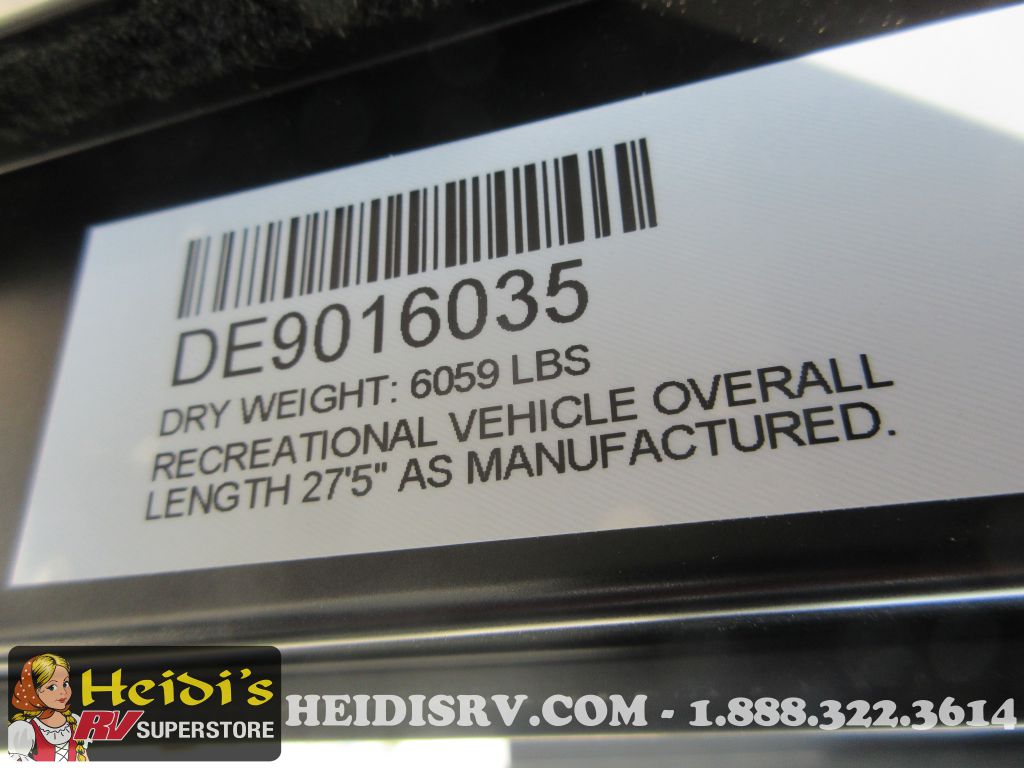 DE9016035
DRY WEIGHT: 6059 LBS
RECREATIONAL VEHICLE OVERALL
LENGTH 27'5" AS MANUFACTURED.
Heidi's
RV SUPERSTORE
HEIDISRV.COM - 1.888.322.3614